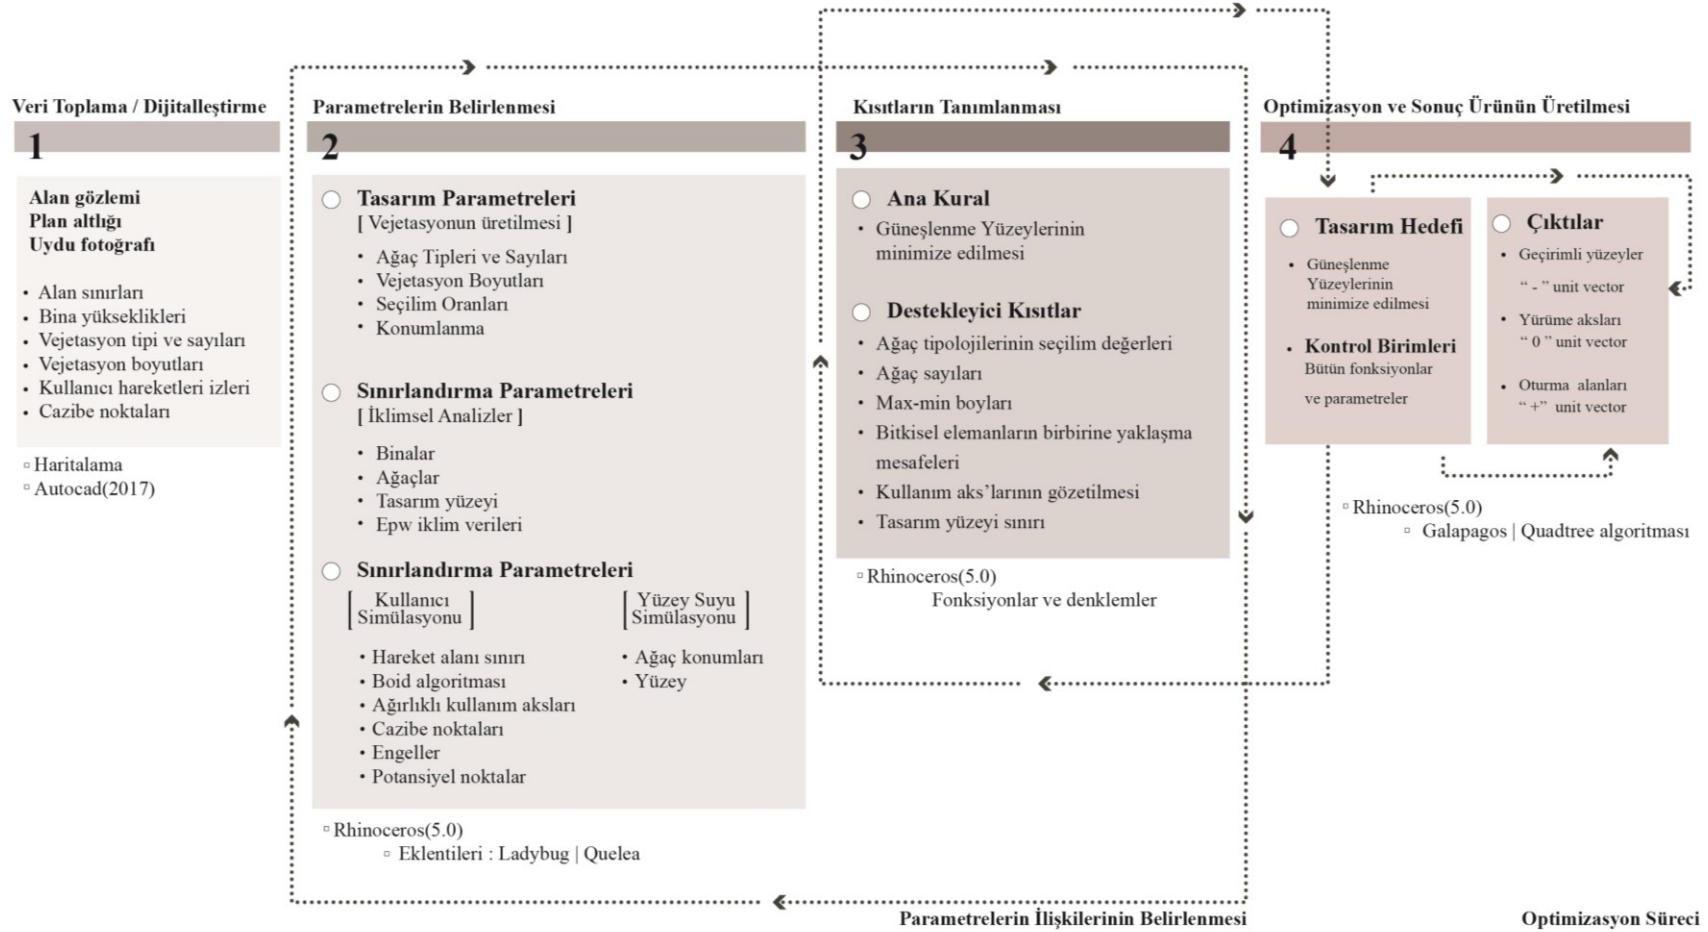 Veri Toplama / Dijitalleştirme
1
Alan gözlemi
Plan altlığı
Uydu fotoğrafı
• Alan sınırları
• Bina yükseklikleri
• Vejetasyon tipi ve sayıları
• Vejetasyon boyutları
• Kullanıcı hareketleri izleri
• Cazibe noktaları
▫ Haritalama
▫ Autocad(2017)
Parametrelerin Belirlenmesi
2
Tasarım Parametreleri
[ Vejetasyonun üretilmesi ]
• Ağaç Tipleri ve Sayıları
• Vejetasyon Boyutları
• Seçilim Oranları
• Konumlanma
Sınırlandırma Parametreleri
[ İklimsel Analizler ]
• Binalar
• Ağaçlar
• Tasarım yüzeyi
• Epw iklim verileri
Sınırlandırma Parametreleri
[ Kullanıcı
Simülasyonu ]
• Hareket alanı sınırı
• Boid algoritması
• Ağırlıklı kullanım aksları
• Cazibe noktaları
• Engeller
• Potansiyel noktalar
[ Yüzey Suyu
Simülasyonu ]
• Ağaç konumları
• Yüzey
▫ Rhinoceros(5.0)
▫ Eklentileri : Ladybug | Quelea
Kısıtların Tanımlanması
3
Ana Kural
• Güneşlenme Yüzeylerinin
minimize edilmesi
Destekleyici Kısıtlar
• Ağaç tipolojilerinin seçilim değerleri
• Ağaç sayıları
• Max-min boyları
• Bitkisel elemanların birbirine yaklaşma
mesafeleri
• Kullanım aks’larının gözetilmesi
• Tasarım yüzeyi sınırı
▫ Rhinoceros(5.0)
Fonksiyonlar ve denklemler
Optimizasyon ve Sonuç Ürünün Üretilmesi
4
Tasarım Hedefi
• Güneşlenme
Yüzeylerinin
minimize edilmesi
• Kontrol Birimleri
Bütün fonksiyonlar
ve parametreler
Çıktılar
• Geçirimli yüzeyler
“ - ” unit vector
• Yürüme aksları
“ 0 ” unit vector
• Oturma alanları
“ +” unit vector
▫ Rhinoceros(5.0)
▫ Galapagos | Quadtree algoritması
Parametrelerin İlişkilerinin Belirlenmesi
Optimizasyon Süreci